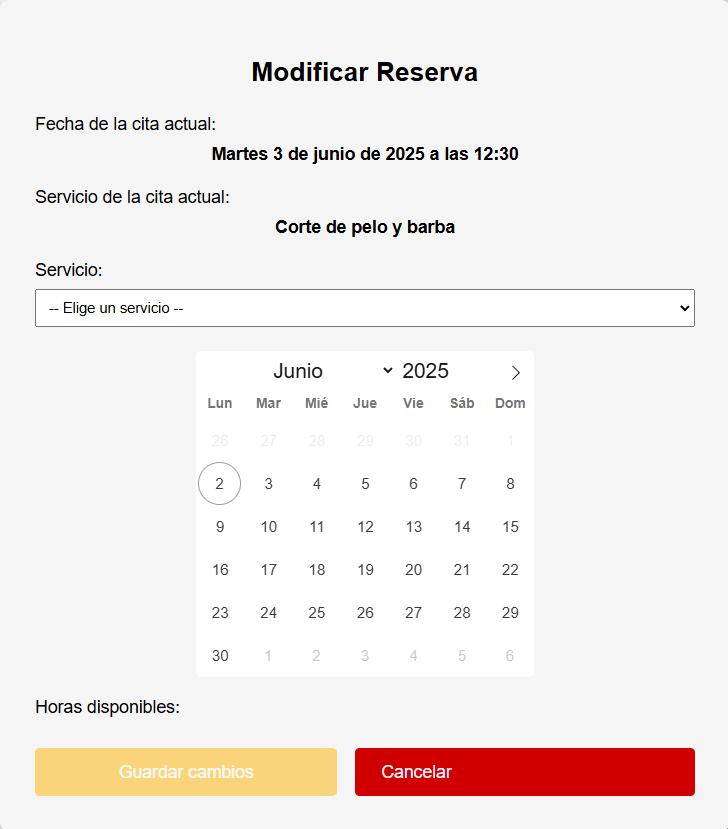 Modificar Reserva
Fecha de la cita actual:
Martes 3 de junio de 2025 a las 12:30
Servicio de la cita actual:
Corte de pelo y barba
Servicio:
-- Elige un servicio --
Junio 2025
Lun Mar Mié Jue Vie Sáb Dom
26 27 28 29 30 31 1
2 3 4 5 6 7 8
9 10 11 12 13 14 15
16 17 18 19 20 21 22
23 24 25 26 27 28 29
30 1 2 3 4 5 6
Horas disponibles:
Guardar cambios Cancelar